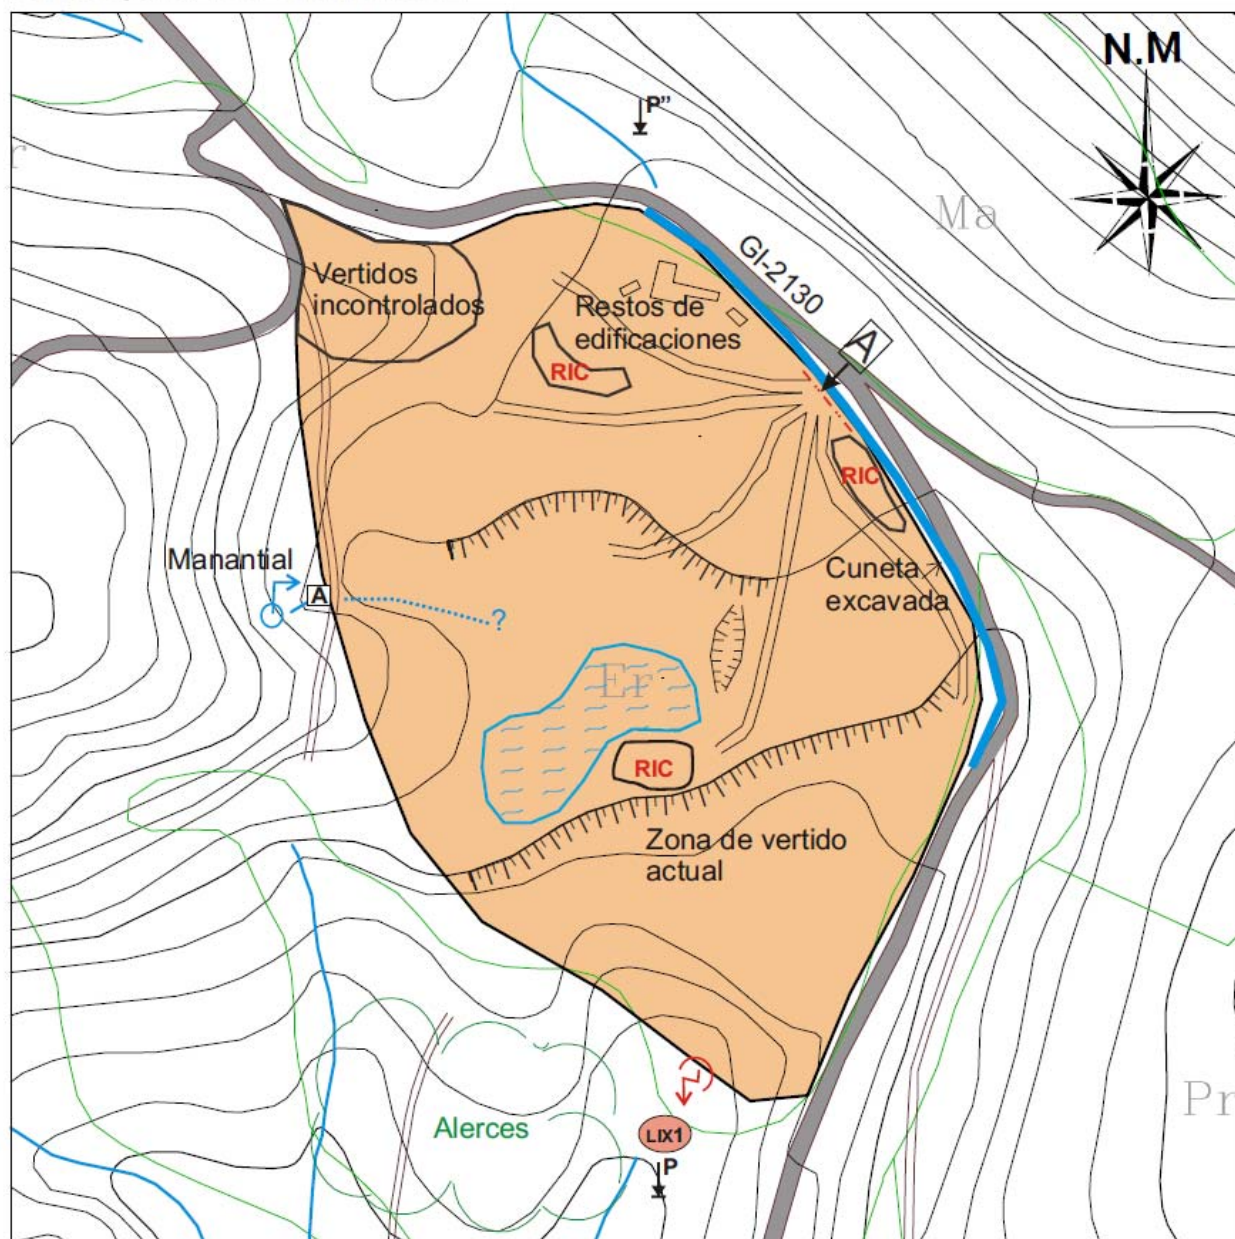 N.M
P”
Ma
GI-2130
Vertidos
incontrolados
Restos de
edificaciones
A
RIC
RIC
Manantial
A
?
Cuneta
excavada
Er
RIC
Zona de vertido
actual
Pr
Alerces
LIX1
P